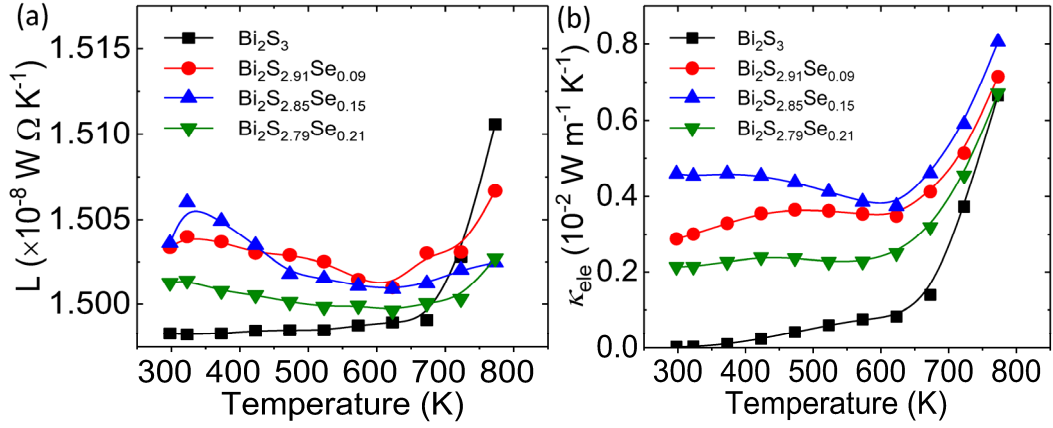 (a)
L (×10⁻⁸ W Ω K⁻¹)
1.515
1.510
1.505
1.500
Bi₂S₃
Bi₂S₂.₉₁Se₀.₀₉
Bi₂S₂.₈₅Se₀.₁₅
Bi₂S₂.₇₉Se₀.₂₁
300 400 500 600 700 800
Temperature (K)
(b)
κₑₗₑ (10⁻² W m⁻¹ K⁻¹)
0.8
0.6
0.4
0.2
0.0
Bi₂S₃
Bi₂S₂.₉₁Se₀.₀₉
Bi₂S₂.₈₅Se₀.₁₅
Bi₂S₂.₇₉Se₀.₂₁
300 400 500 600 700 800
Temperature (K)